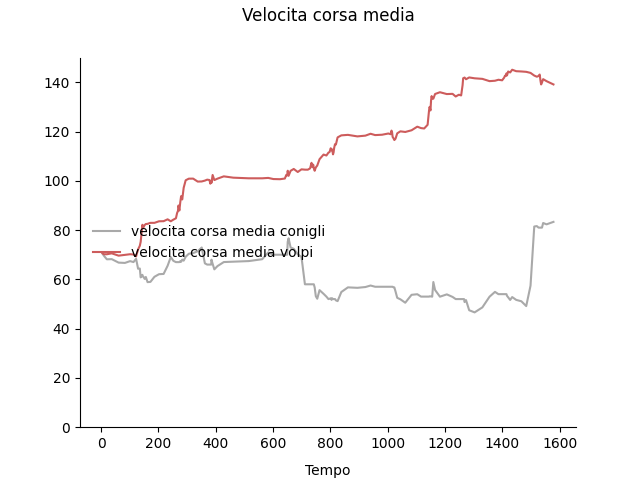 Velocita corsa media
140
120
100
80
60
40
20
0
velocita corsa media conigli
velocita corsa media volpi
0 200 400 600 800 1000 1200 1400 1600
Tempo